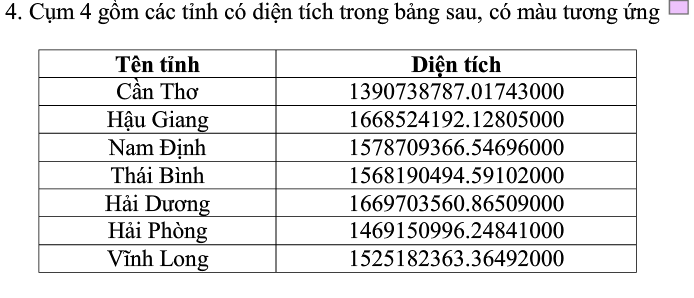 4. Cụm 4 gồm các tỉnh có diện tích trong bảng sau, có màu tương ứng
Tên tỉnh Diện tích
Cần Thơ 1390738787.01743000
Hậu Giang 1668524192.12805000
Nam Định 1578709366.54696000
Thái Bình 1568190494.59102000
Hải Dương 1669703560.86509000
Hải Phòng 1469150996.24841000
Vĩnh Long 1525182363.36492000